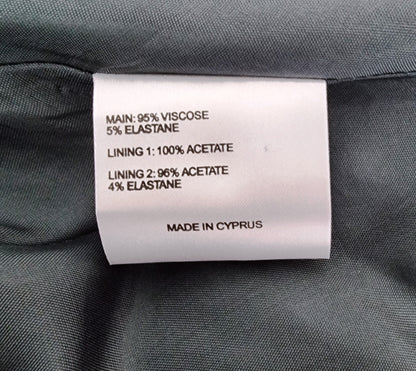 MAIN: 95% VISCOSE
5% ELASTANE
LINING 1: 100% ACETATE
LINING 2: 96% ACETATE
4% ELASTANE
MADE IN CYPRUS